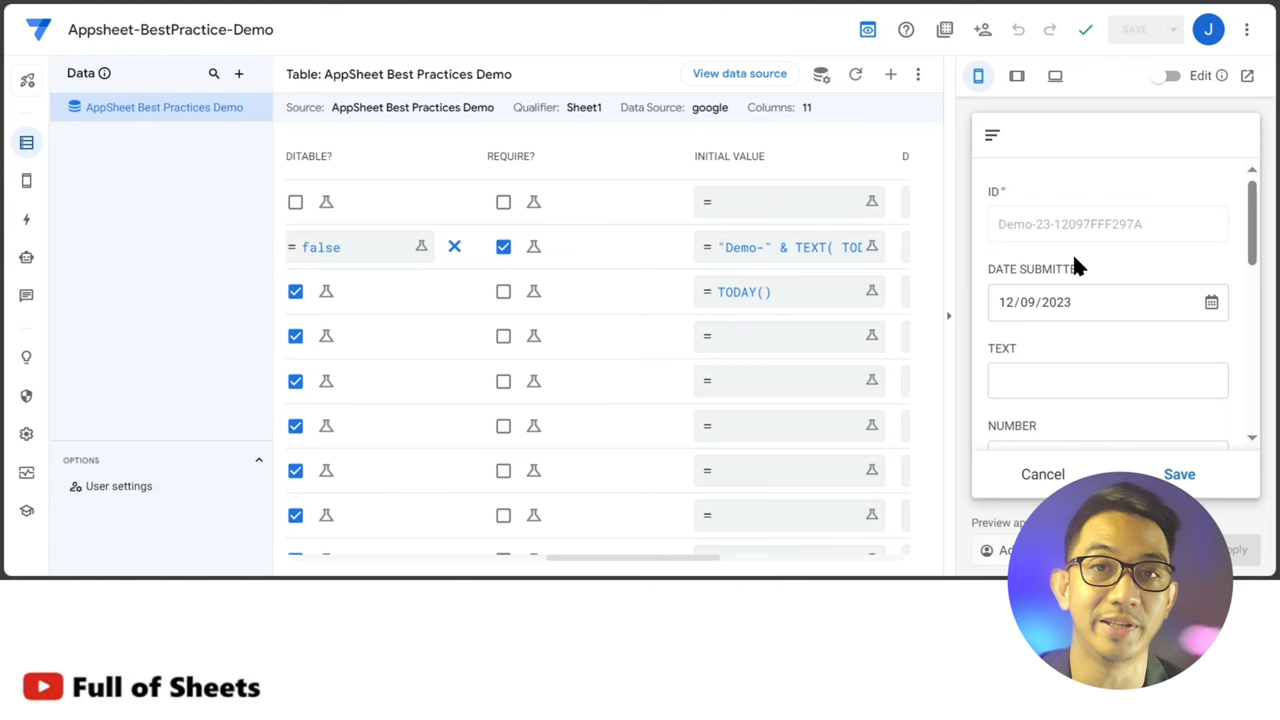 Appsheet-BestPractice-Demo
SAVE
J
Data
AppSheet Best Practices Demo
OPTIONS
User settings
Table: AppSheet Best Practices Demo
View data source
Source: AppSheet Best Practices Demo Qualifier: Sheet1 Data Source: google Columns: 11
DITABLE? REQUIRE? INITIAL VALUE D
=
= false = "Demo-" & TEXT( TOD
= TODAY()
=
=
=
=
=
Edit
ID*
Demo-23-12097FFF297A
DATE SUBMITTE
12/09/2023
TEXT
NUMBER
Cancel Save
Preview ap
Full of Sheets